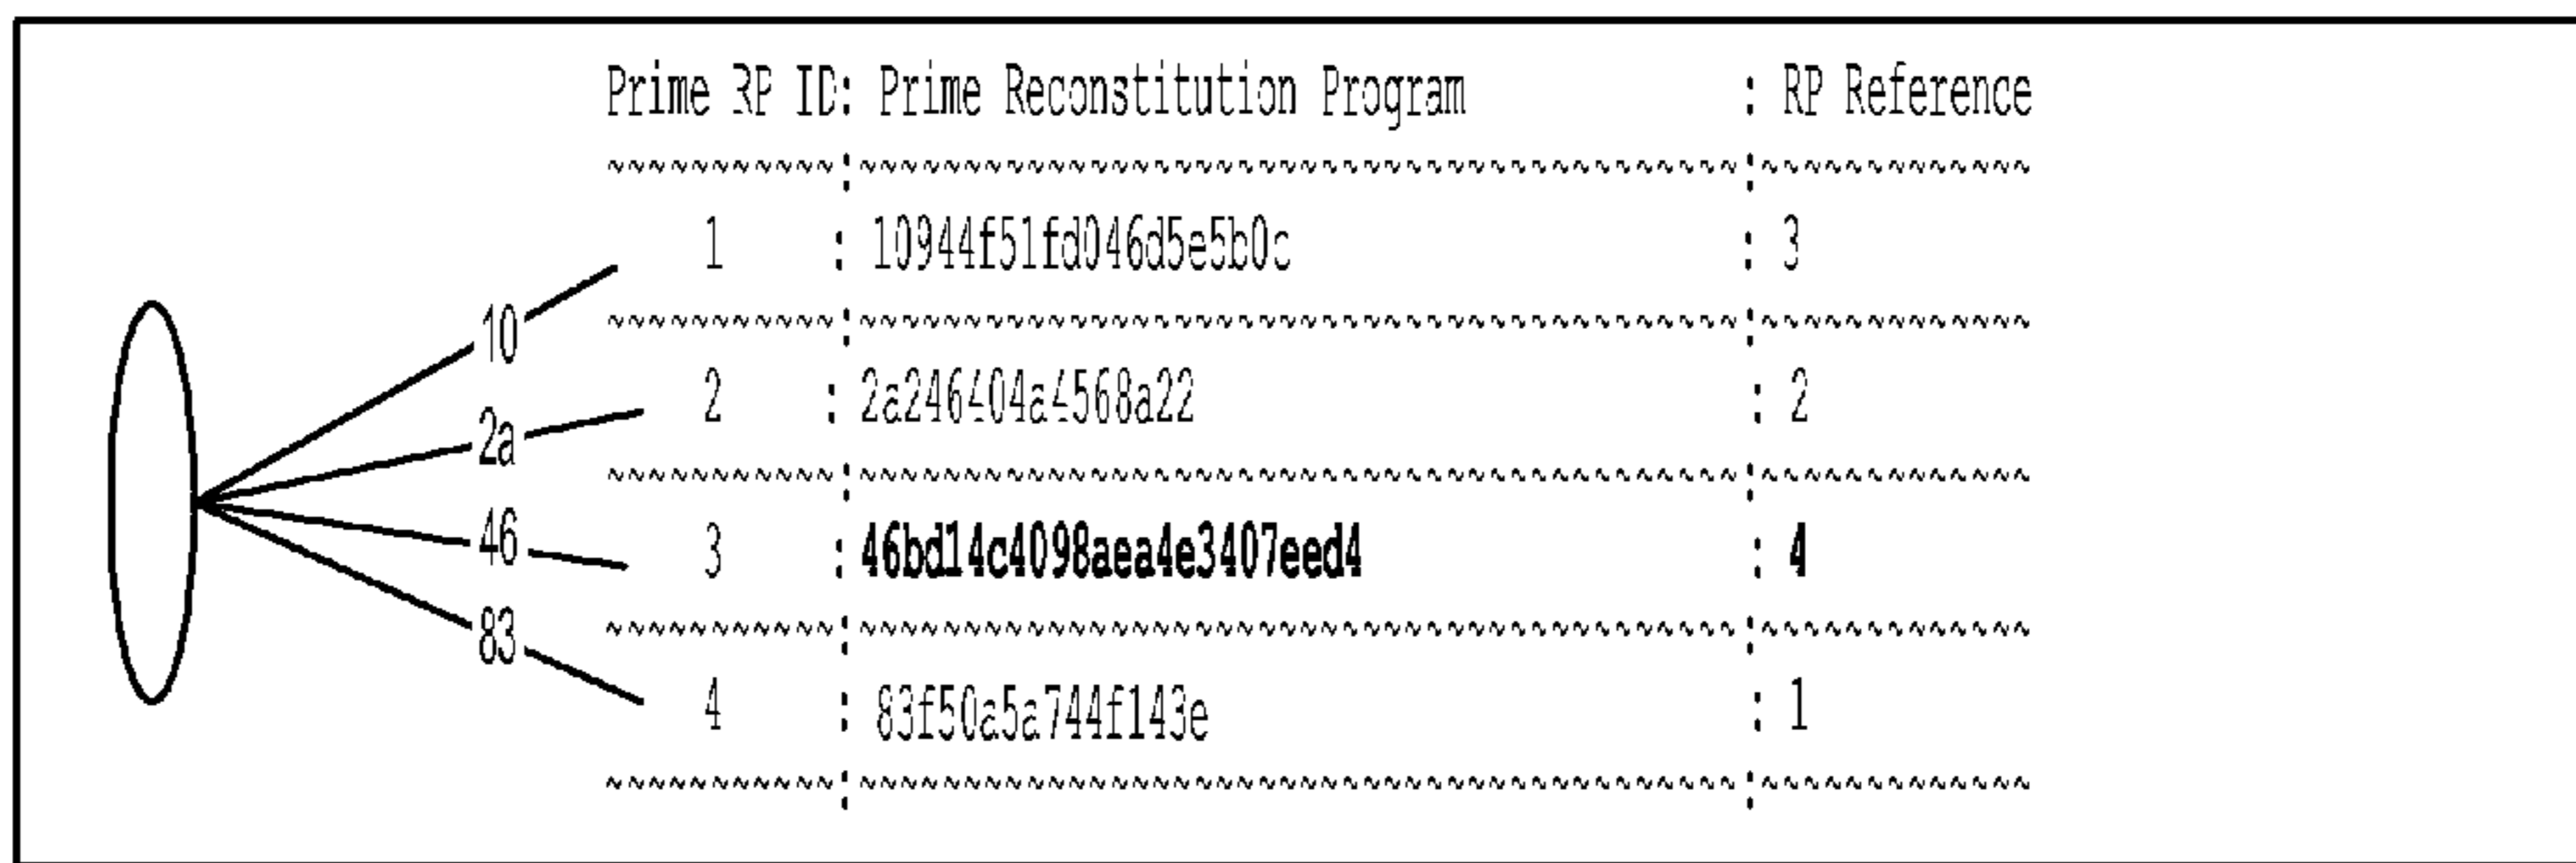 Prime RP ID: Prime Reconstitution Program : RP Reference
~~~~~~~~~~~:~~~~~~~~~~~~~~~~~~~~~~~~~~~~~~~~~~~~~~:~~~~~~~~~~~~~
10 1 : 10944f51fd046d5e5b0c : 3
~~~~~~~~~~~:~~~~~~~~~~~~~~~~~~~~~~~~~~~~~~~~~~~~~~:~~~~~~~~~~~~~
2a 2 : 2a246404a4568a22 : 2
~~~~~~~~~~~:~~~~~~~~~~~~~~~~~~~~~~~~~~~~~~~~~~~~~~:~~~~~~~~~~~~~
46 3 : 46bd14c4098aea4e3407eed4 : 4
~~~~~~~~~~~:~~~~~~~~~~~~~~~~~~~~~~~~~~~~~~~~~~~~~~:~~~~~~~~~~~~~
83 4 : 83f50a5a744f143e : 1
~~~~~~~~~~~:~~~~~~~~~~~~~~~~~~~~~~~~~~~~~~~~~~~~~~:~~~~~~~~~~~~~